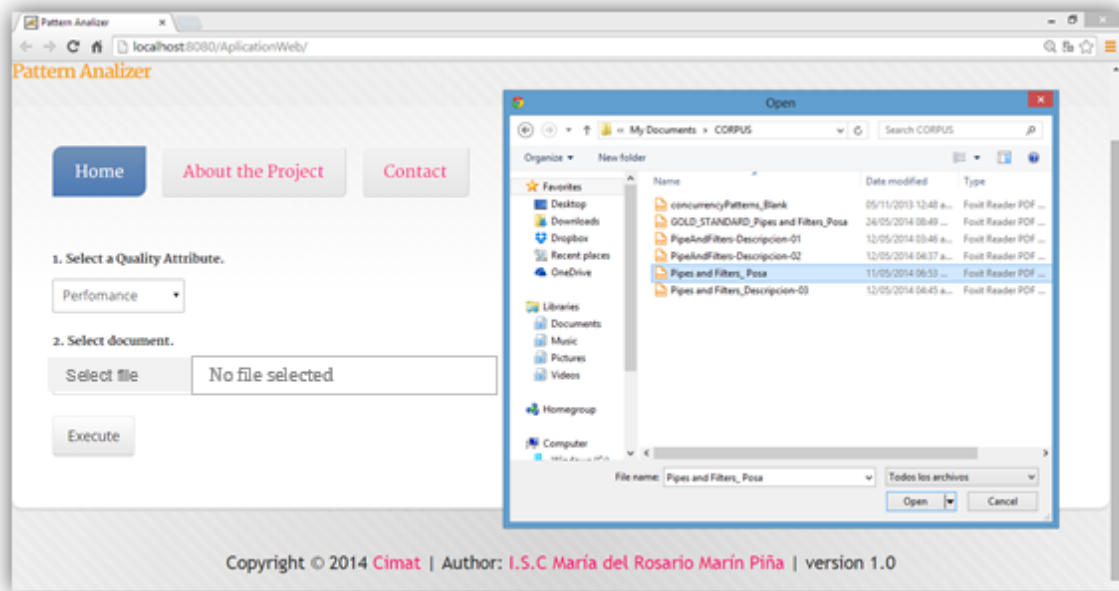 Pattern Analizer
localhost:8080/AplicationWeb/
Pattern Analizer
Home
About the Project
Contact
1. Select a Quality Attribute.
Perfomance
2. Select document.
Select file
No file selected
Execute
Open
« My Documents › CORPUS
Search CORPUS
Organize
New folder
Favorites
Desktop
Downloads
Dropbox
Recent places
OneDrive
Libraries
Documents
Music
Pictures
Videos
Homegroup
Computer
Name Date modified Type
concurrencyPatterns_Blank 05/11/2013 12:48 a... Foxit Reader PDF ...
GOLD_STANDARD_Pipes and Filters_Posa 24/05/2014 08:49 ... Foxit Reader PDF ...
PipeAndFilters-Descripcion-01 12/05/2014 03:46 a... Foxit Reader PDF ...
PipeAndFilters-Descripcion-02 12/05/2014 04:37 a... Foxit Reader PDF ...
Pipes and Filters_ Posa 11/05/2014 06:53 ... Foxit Reader PDF ...
Pipes and Filters_Descripcion-03 12/05/2014 04:45 a... Foxit Reader PDF ...
File name: Pipes and Filters_ Posa
Todos los archivos
Open
Cancel
Copyright © 2014 Cimat | Author: I.S.C María del Rosario Marín Piña | version 1.0